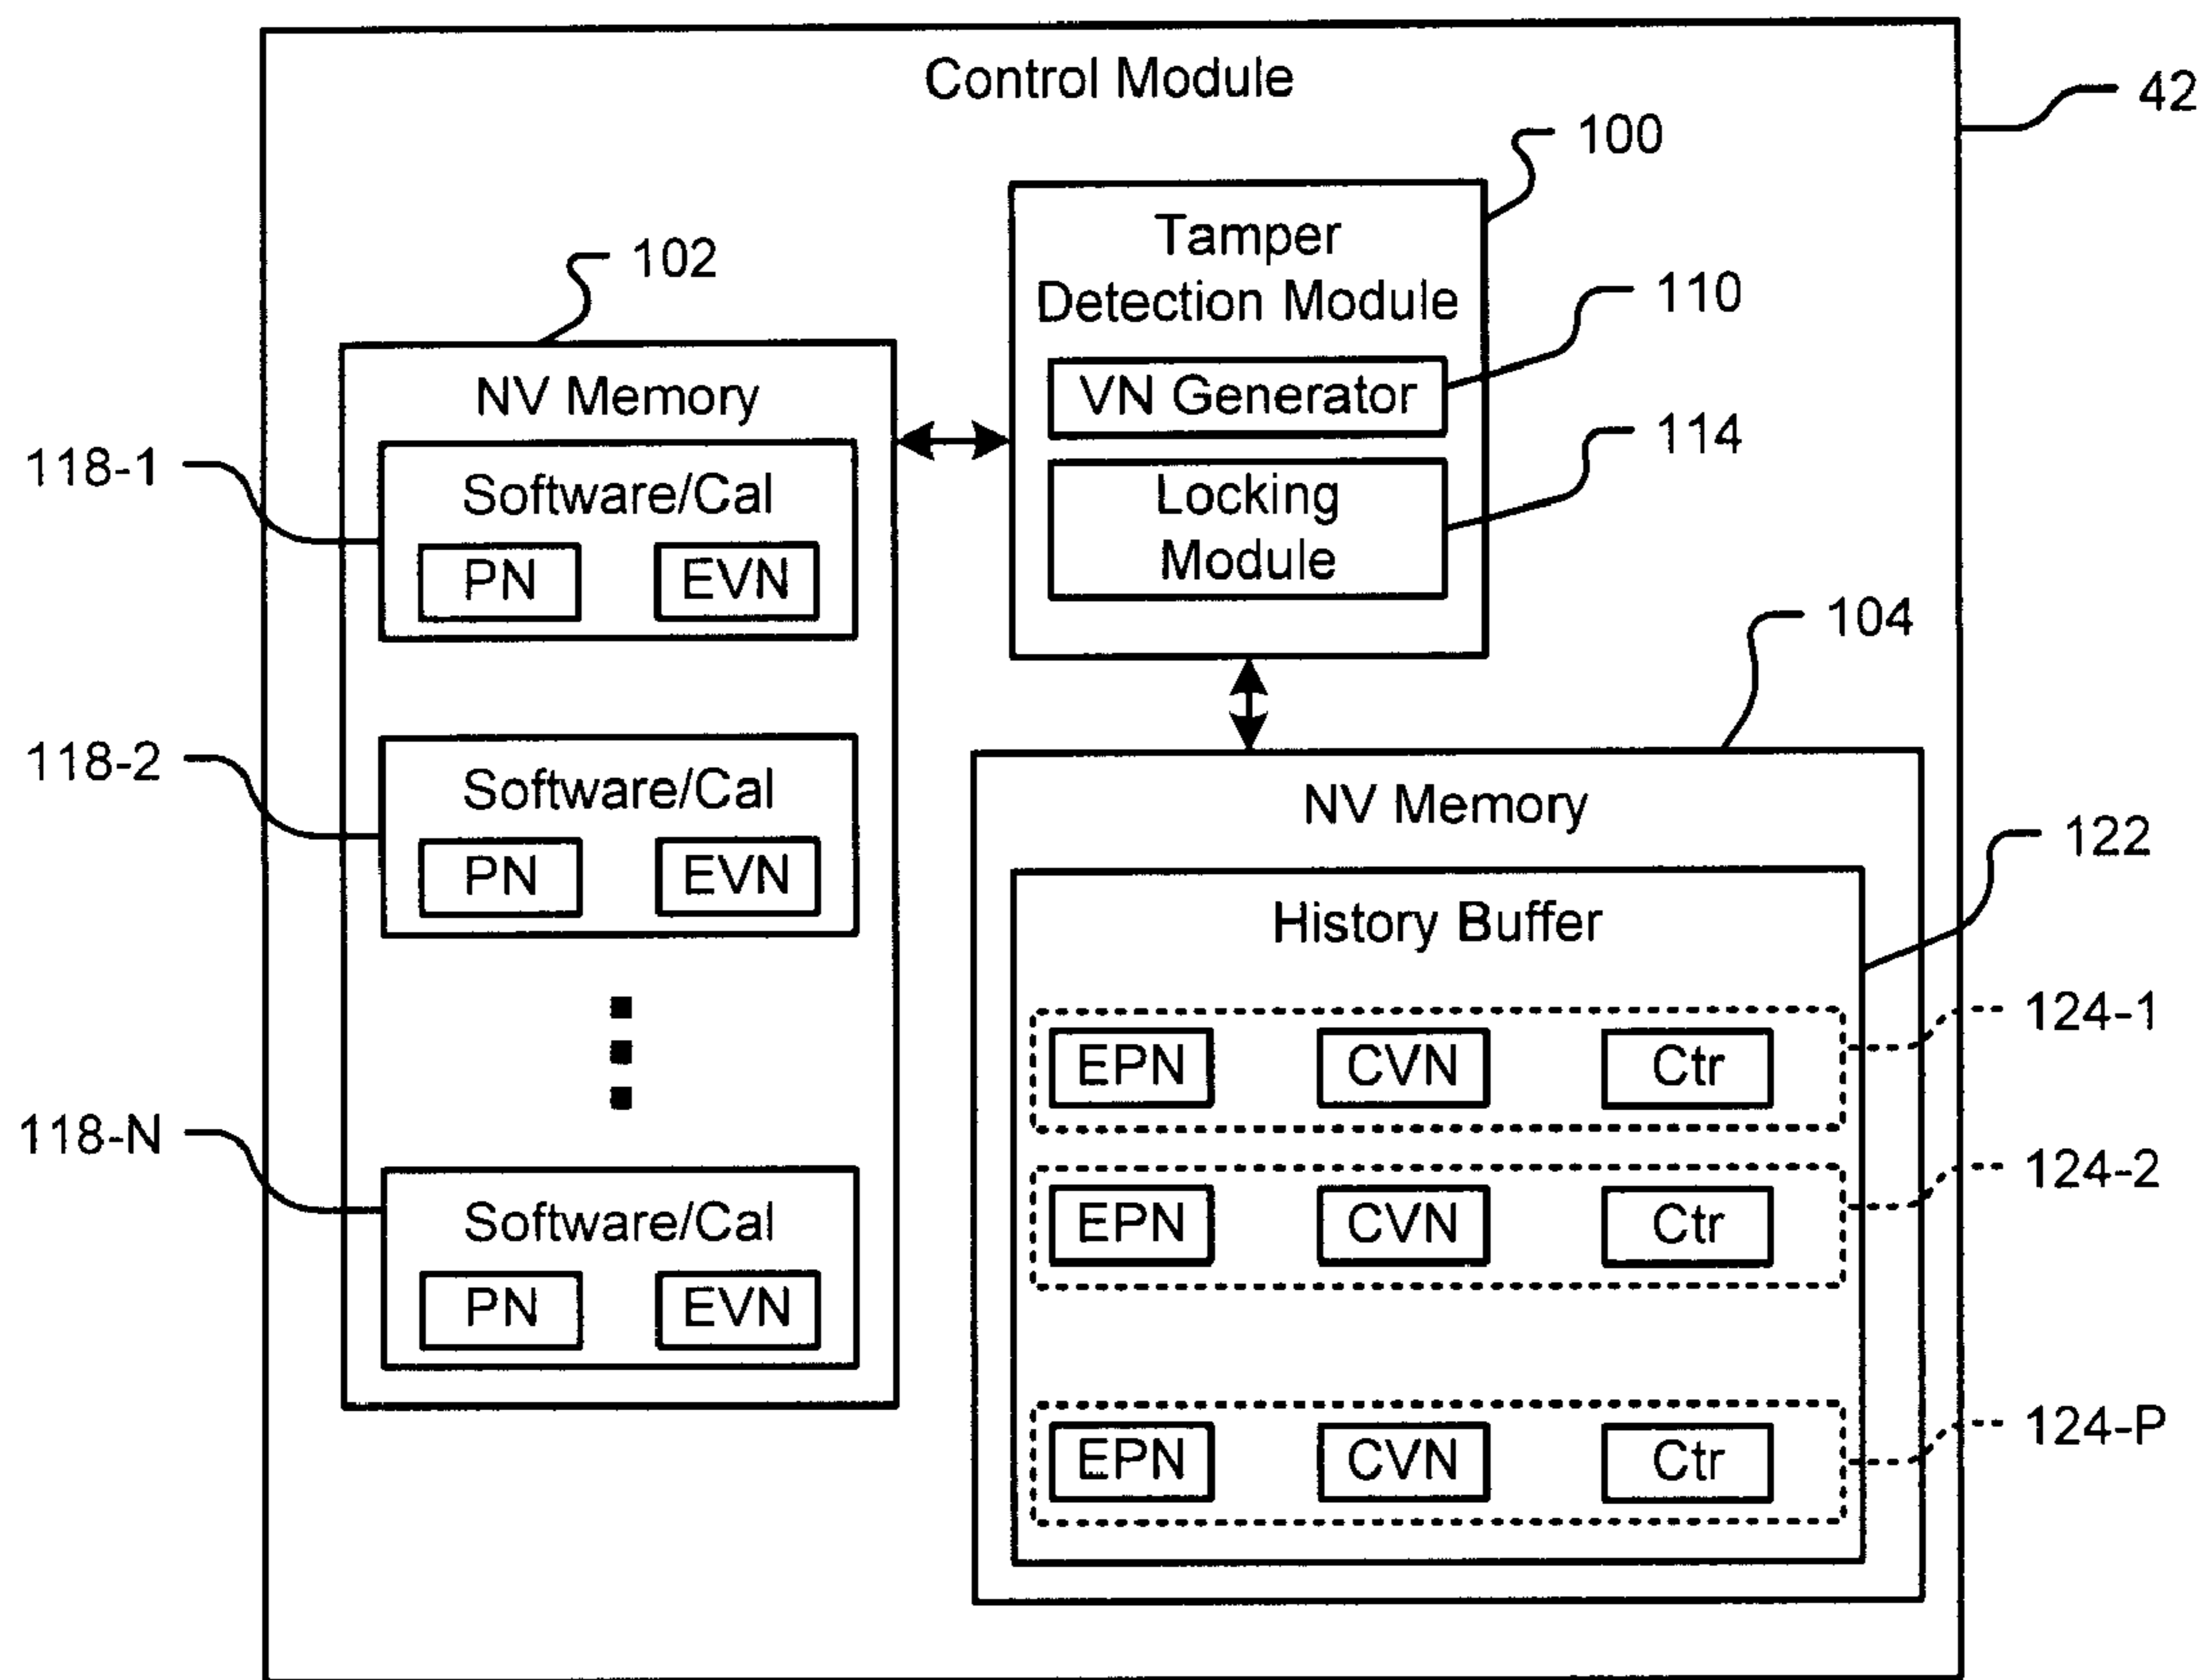 Control Module
42
100
Tamper
Detection Module
102
110
VN Generator
NV Memory
114
118-1
Software/Cal
Locking
Module
PN
EVN
104
118-2
Software/Cal
NV Memory
PN
EVN
122
History Buffer
124-1
EPN
CVN
Ctr
118-N
124-2
Software/Cal
EPN
CVN
Ctr
PN
EVN
124-P
EPN
CVN
Ctr